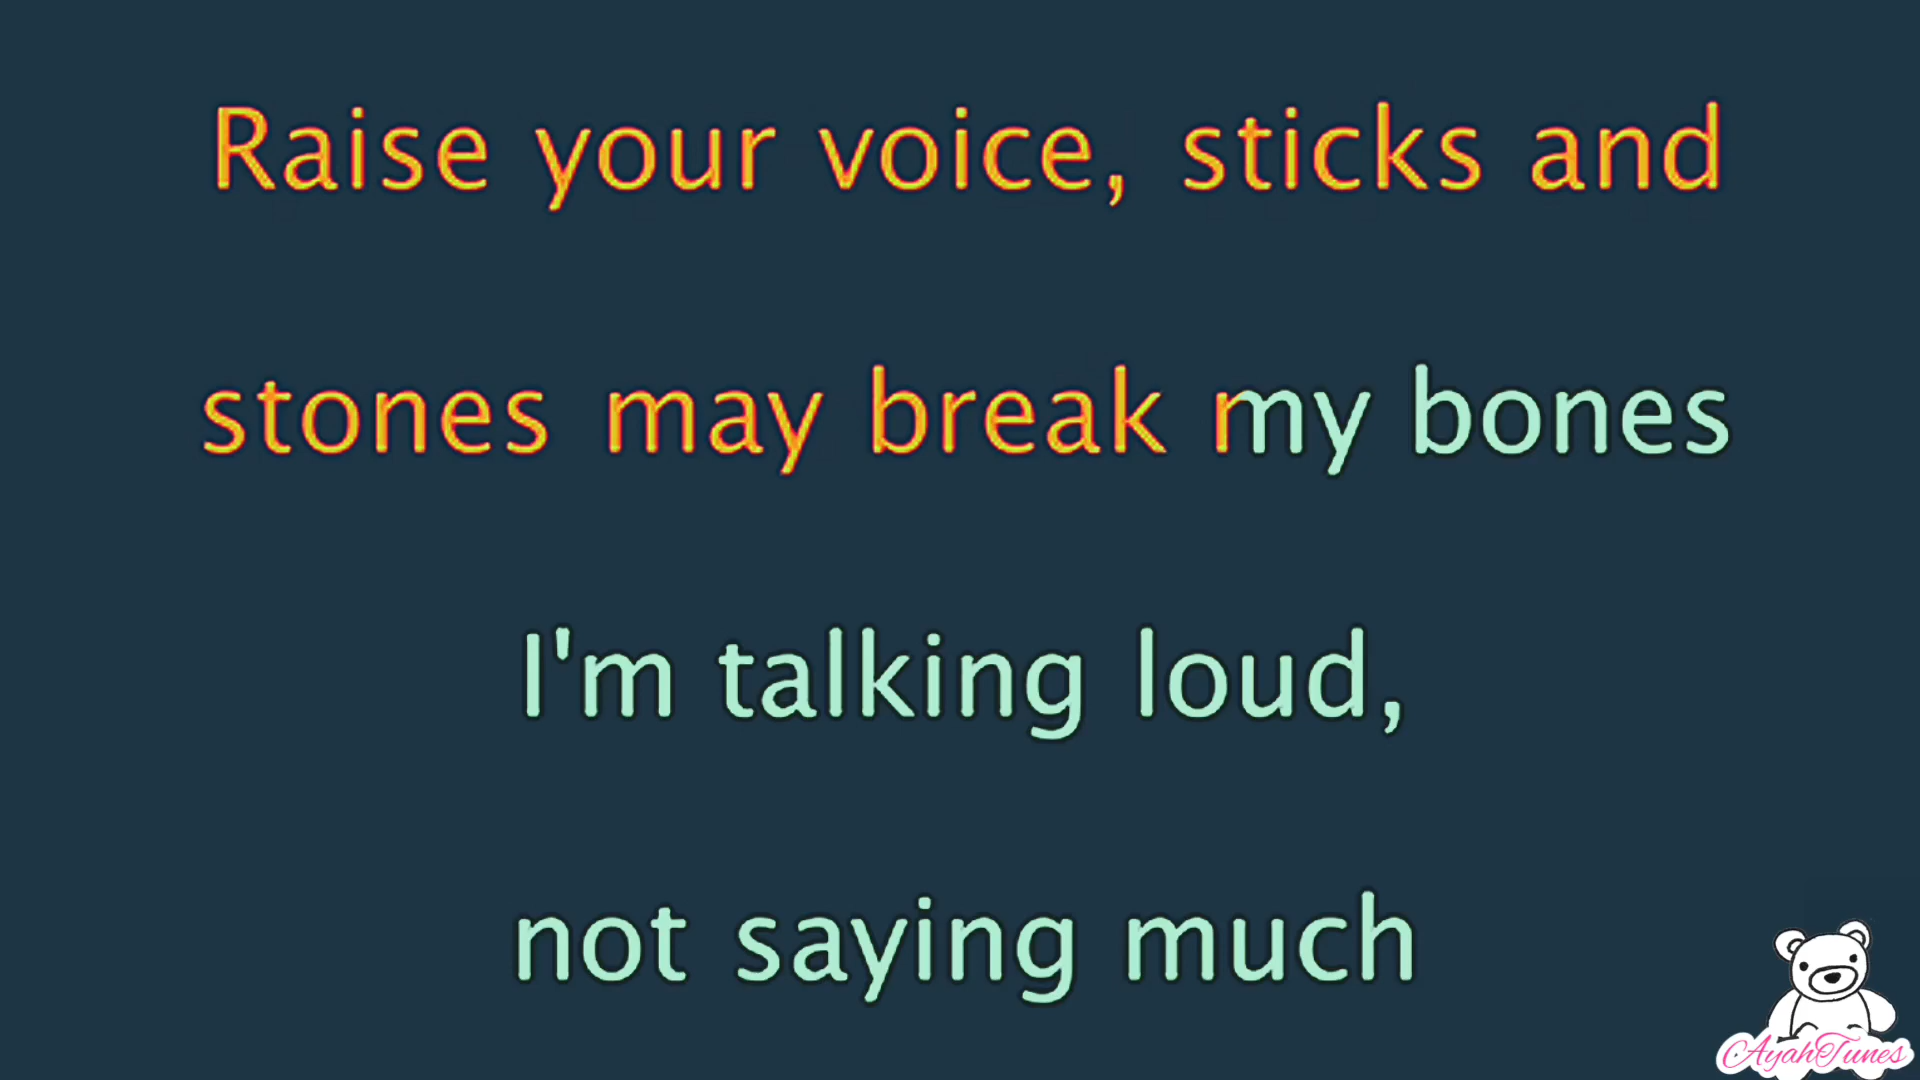 Raise your voice, sticks and
stones may break my bones
I'm talking loud,
not saying much
AyahTunes